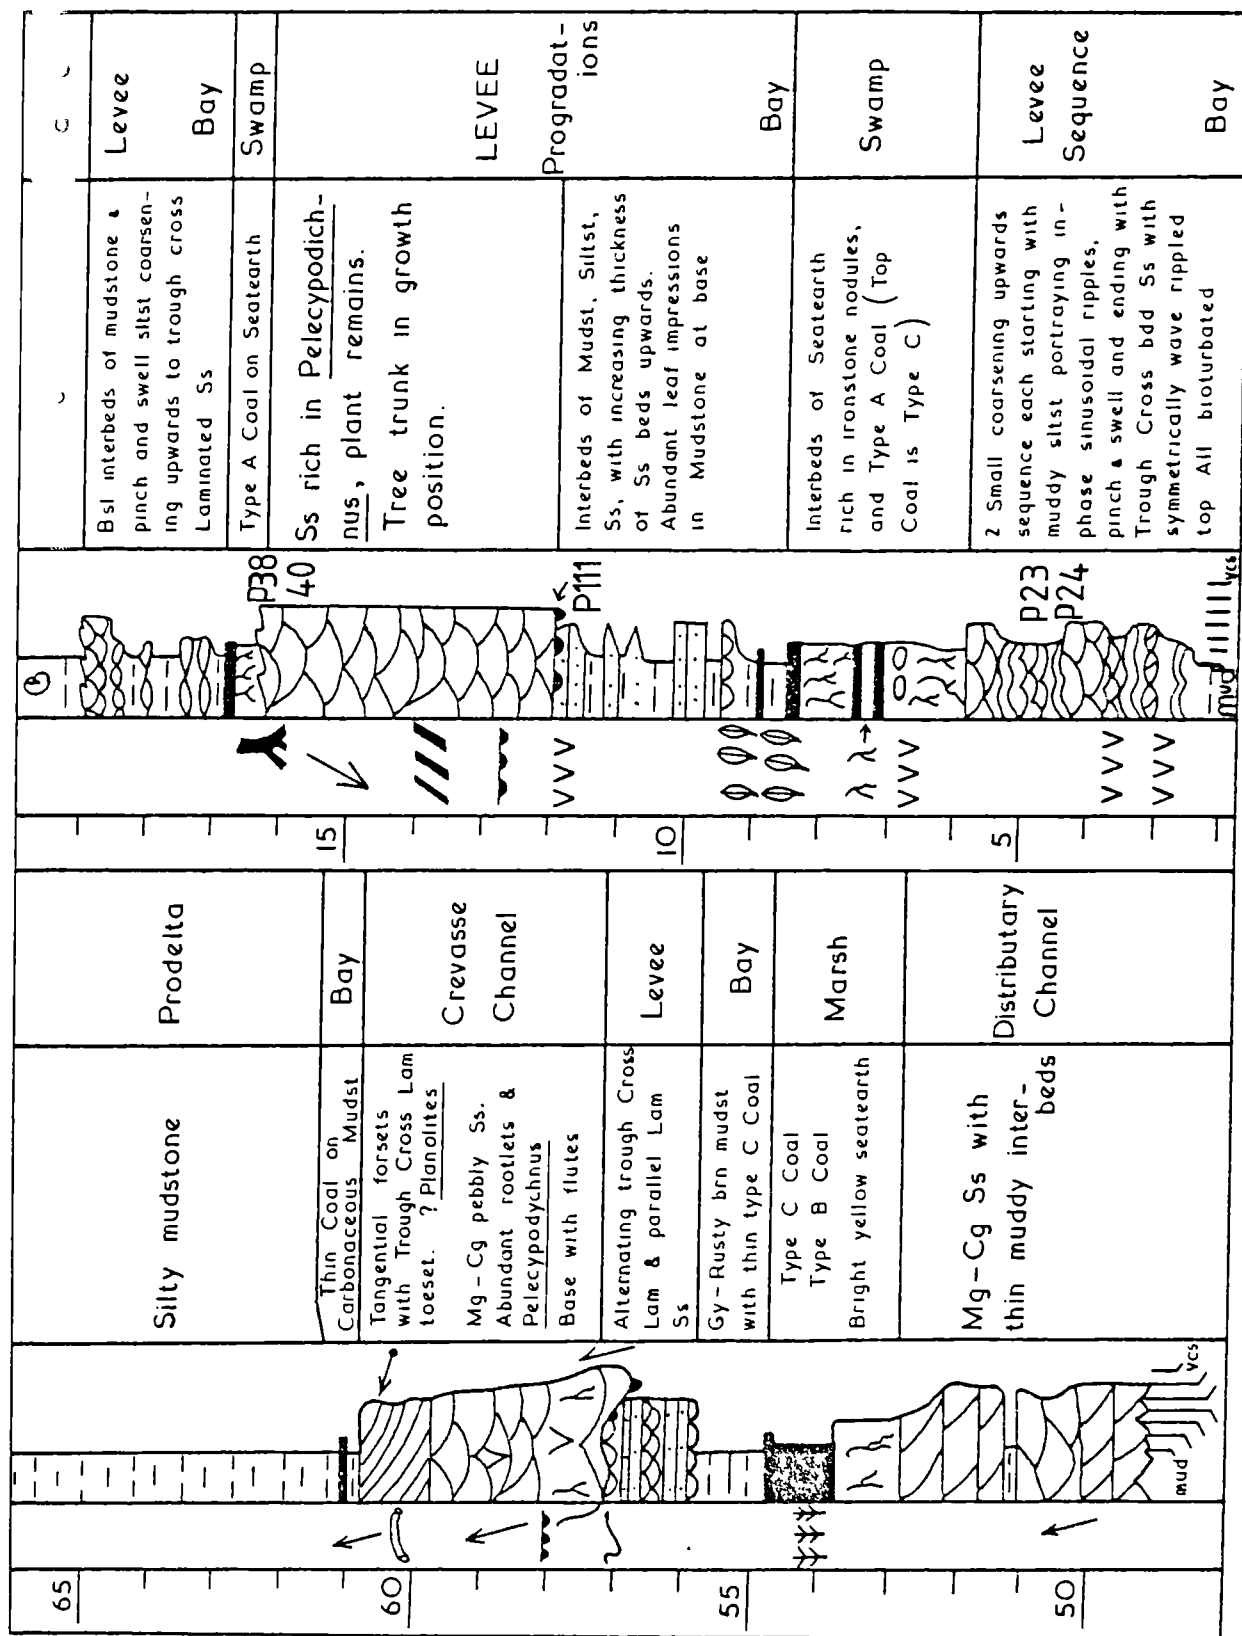 65
60
55
50
mud
vcs
Silty mudstone
Thin Coal on
Carbonaceous Mudst
Tangential forsets
with Trough Cross Lam
toeset. ? Planolites
Mg-Cg pebbly Ss.
Abundant rootlets &
Pelecypodychnus
Base with flutes
Alternating trough Cross
Lam & parallel Lam
Ss
Gy-Rusty brn mudst
with thin type C Coal
Type C Coal
Type B Coal
Bright yellow seatearth
Mg-Cg Ss with
thin muddy inter-
beds
Prodelta
Bay
Crevasse
Channel
Levee
Bay
Marsh
Distributary
Channel
15
10
5
P38
40
P111
P23
P24
mud
vcs
Bsl interbeds of mudstone &
pinch and swell sltst coarsen-
ing upwards to trough cross
Laminated Ss
Type A Coal on Seatearth
Ss rich in Pelecypodich-
nus, plant remains.
Tree trunk in growth
position.
Interbeds of Mudst, Siltst,
Ss, with increasing thickness
of Ss beds upwards.
Abundant leaf impressions
in Mudstone at base
Interbeds of Seatearth
rich in ironstone nodules,
and Type A Coal (Top
Coal is Type C)
2 Small coarsening upwards
sequence each starting with
muddy sltst portraying in-
phase sinusoidal ripples,
pinch & swell and ending with
Trough Cross bdd Ss with
symmetrically wave rippled
top All bioturbated
Levee
Bay
Swamp
LEVEE
Progradat-
ions
Bay
Swamp
Levee
Sequence
Bay